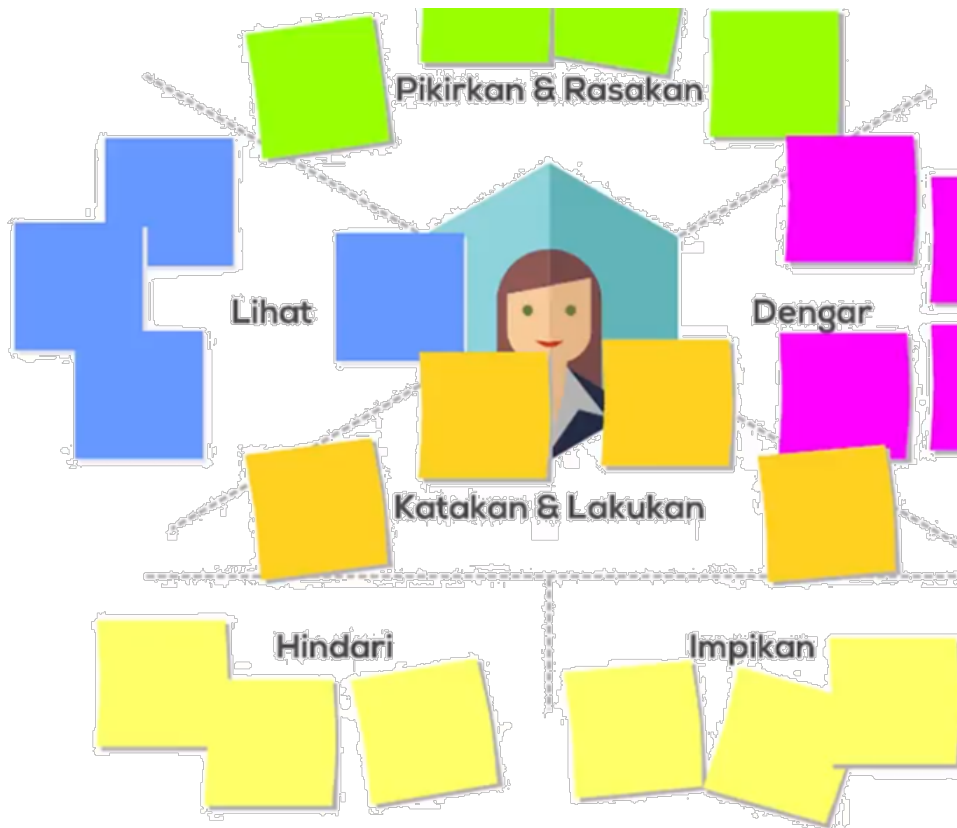 Pikirkan & Rasakan
Lihat
Dengar
Katakan & Lakukan
Hindari
Impikan